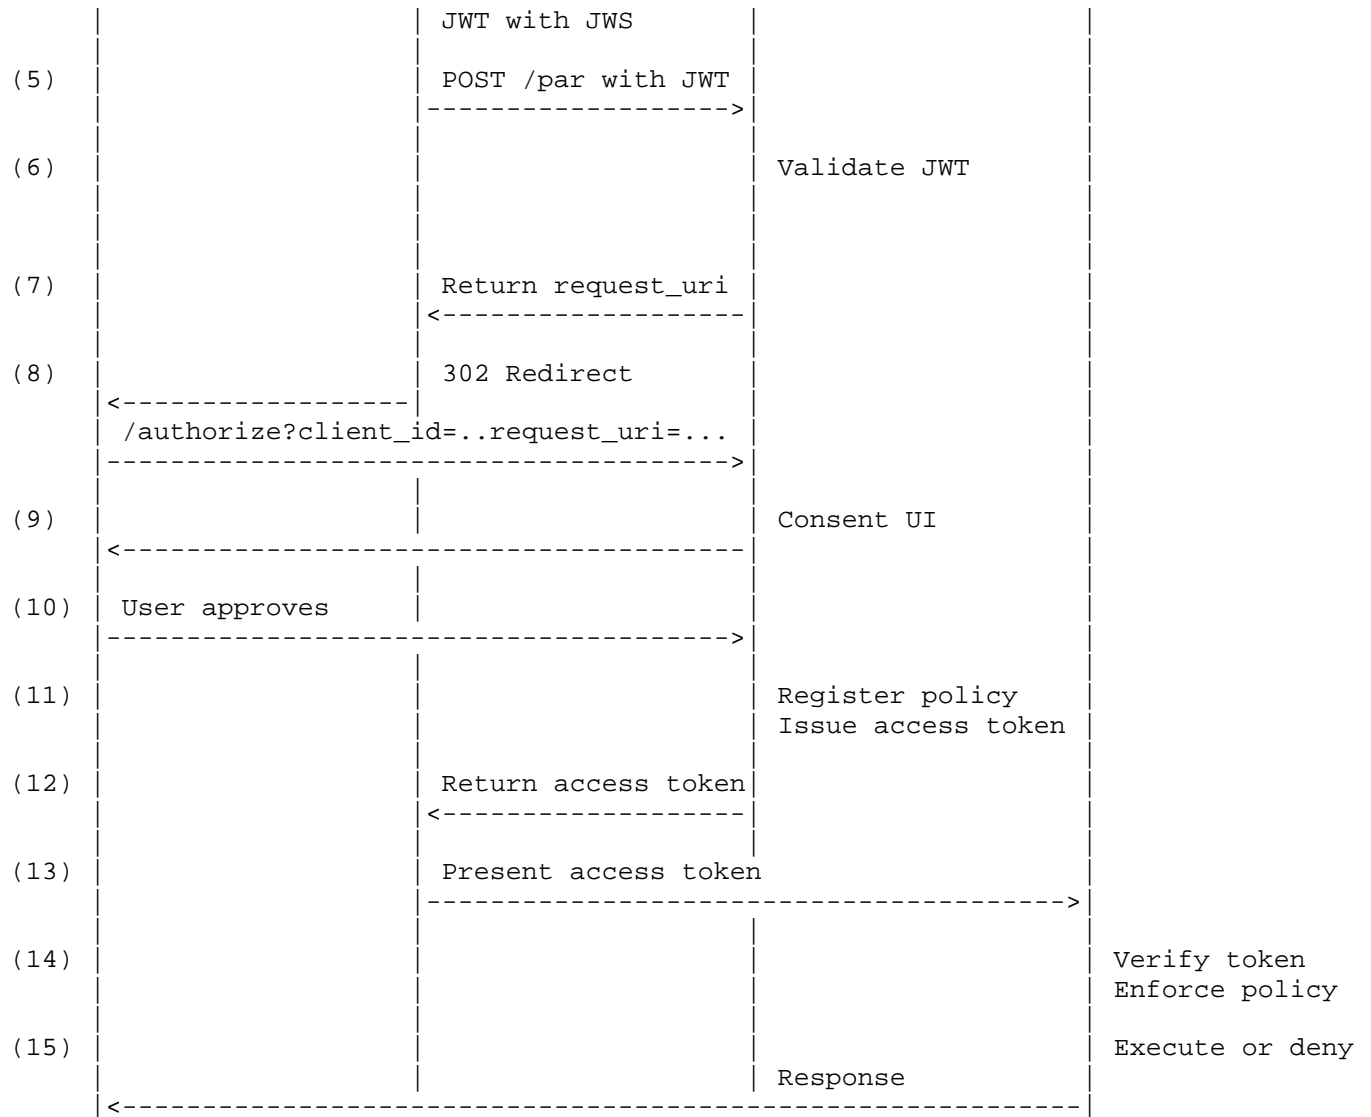 JWT with JWS
(5) POST /par with JWT
(6) Validate JWT
(7) Return request_uri
(8) 302 Redirect
/authorize?client_id=..request_uri=...
(9) Consent UI
(10) User approves
(11) Register policy
Issue access token
(12) Return access token
(13) Present access token
(14) Verify token
Enforce policy
(15) Execute or deny
Response